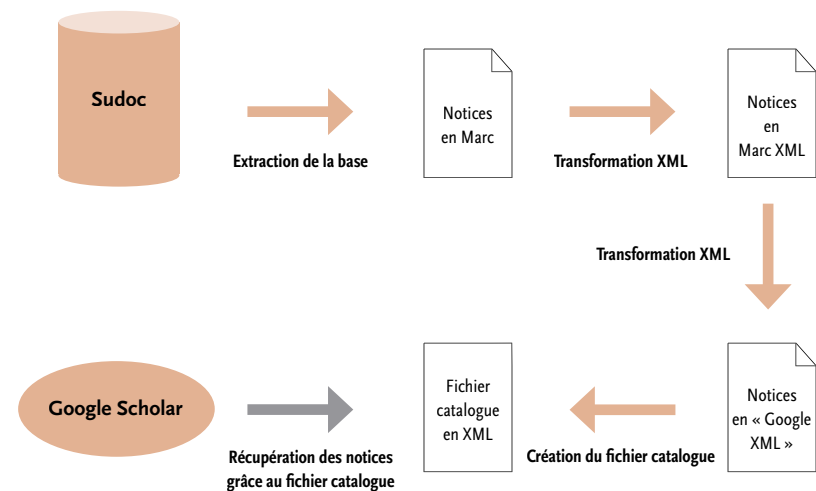 Sudoc
Extraction de la base
Notices
en Marc
Transformation XML
Notices
en
Marc XML
Transformation XML
Notices
en « Google
XML »
Création du fichier catalogue
Fichier
catalogue
en XML
Google Scholar
Récupération des notices
grâce au fichier catalogue